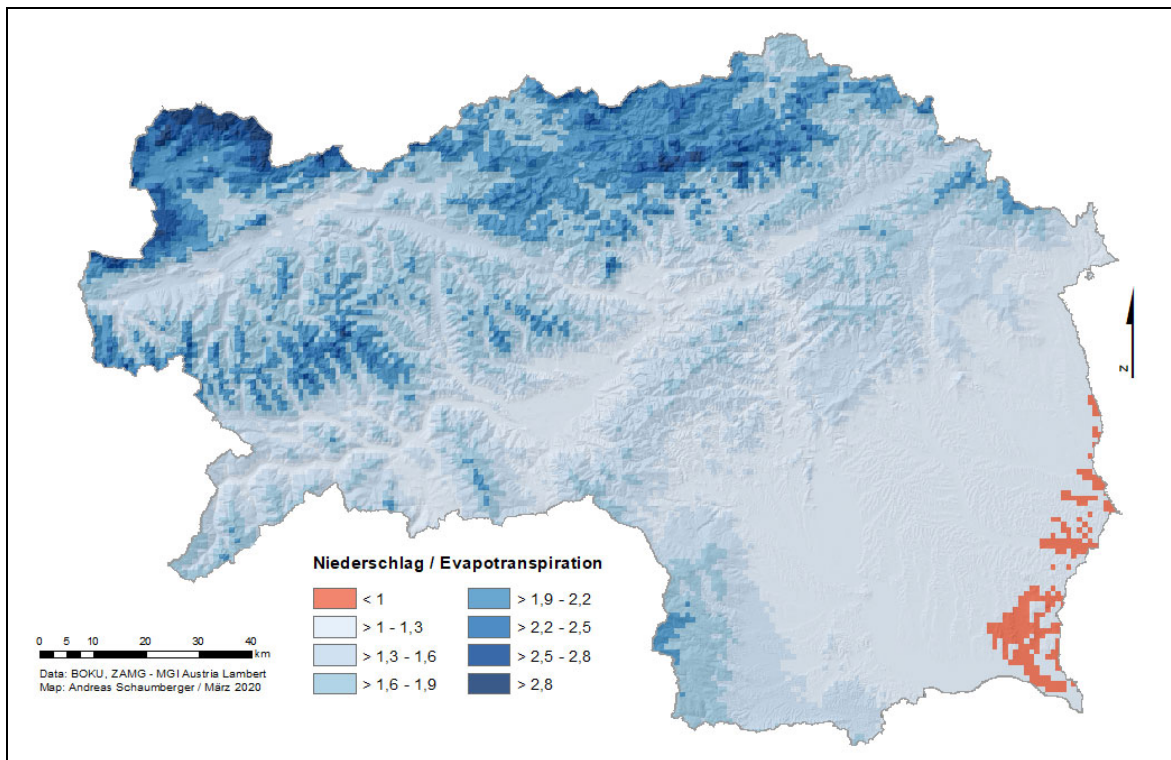 N
Niederschlag / Evapotranspiration
< 1
> 1 - 1,3
> 1,3 - 1,6
> 1,6 - 1,9
> 1,9 - 2,2
> 2,2 - 2,5
> 2,5 - 2,8
> 2,8
0 5 10 20 30 40
km
Data: BOKU, ZAMG - MGI Austria Lambert
Map: Andreas Schaumberger / März 2020